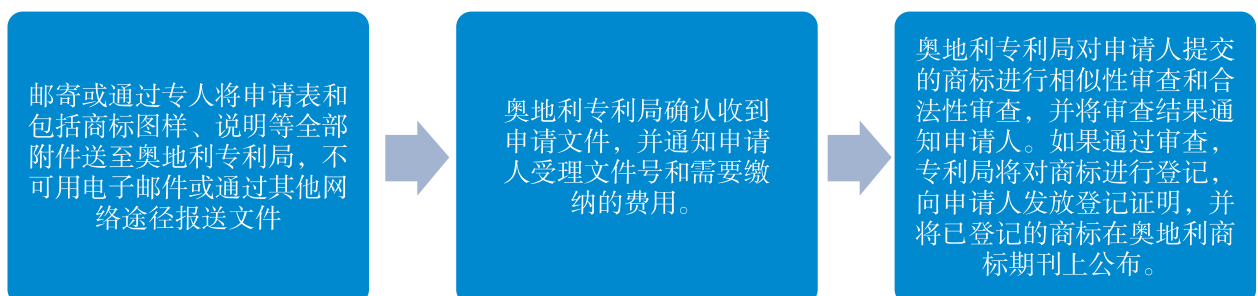 邮寄或通过专人将申请表和
包括商标图样、说明等全部
附件送至奥地利专利局，不
可用电子邮件或通过其他网
络途径报送文件
奥地利专利局确认收到
申请文件，并通知申请
人受理文件号和需要缴
纳的费用。
奥地利专利局对申请人提交
的商标进行相似性审查和合
法性审查，并将审查结果通
知申请人。如果通过审查，
专利局将对商标进行登记，
向申请人发放登记证明，并
将已登记的商标在奥地利商
标期刊上公布。